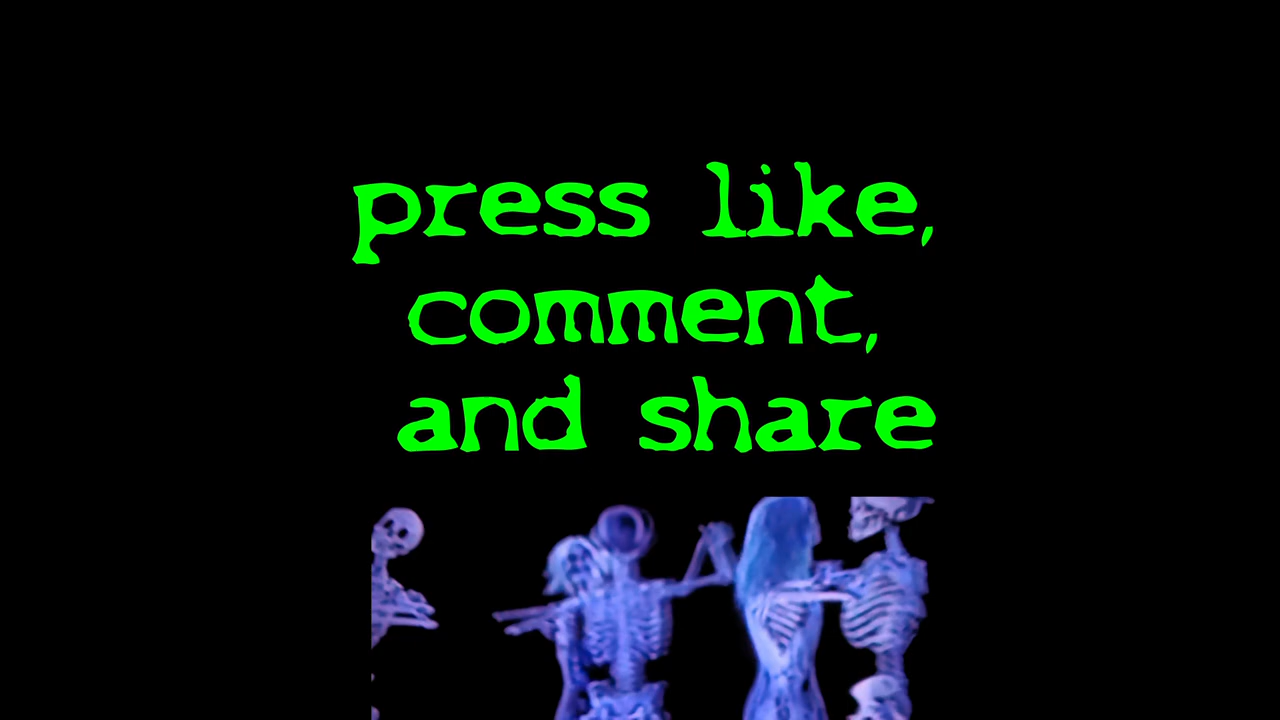 press like,
comment,
and share